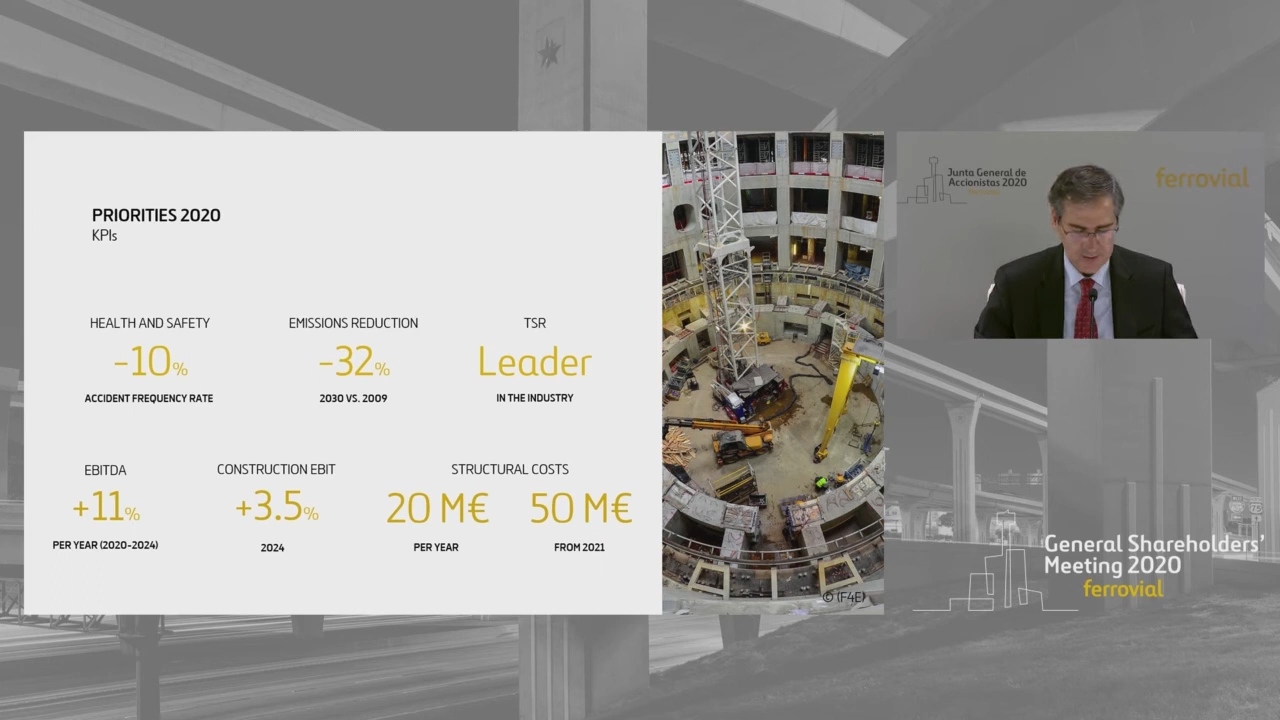 PRIORITIES 2020
KPIs
HEALTH AND SAFETY
-10%
ACCIDENT FREQUENCY RATE
EMISSIONS REDUCTION
-32%
2030 VS. 2009
TSR
Leader
IN THE INDUSTRY
EBITDA
+11%
PER YEAR (2020-2024)
CONSTRUCTION EBIT
+3.5%
2024
STRUCTURAL COSTS
20 M€
PER YEAR
50 M€
FROM 2021
© (F4E)
Junta General de
Accionistas 2020
ferrovial
General Shareholders'
Meeting 2020
ferrovial